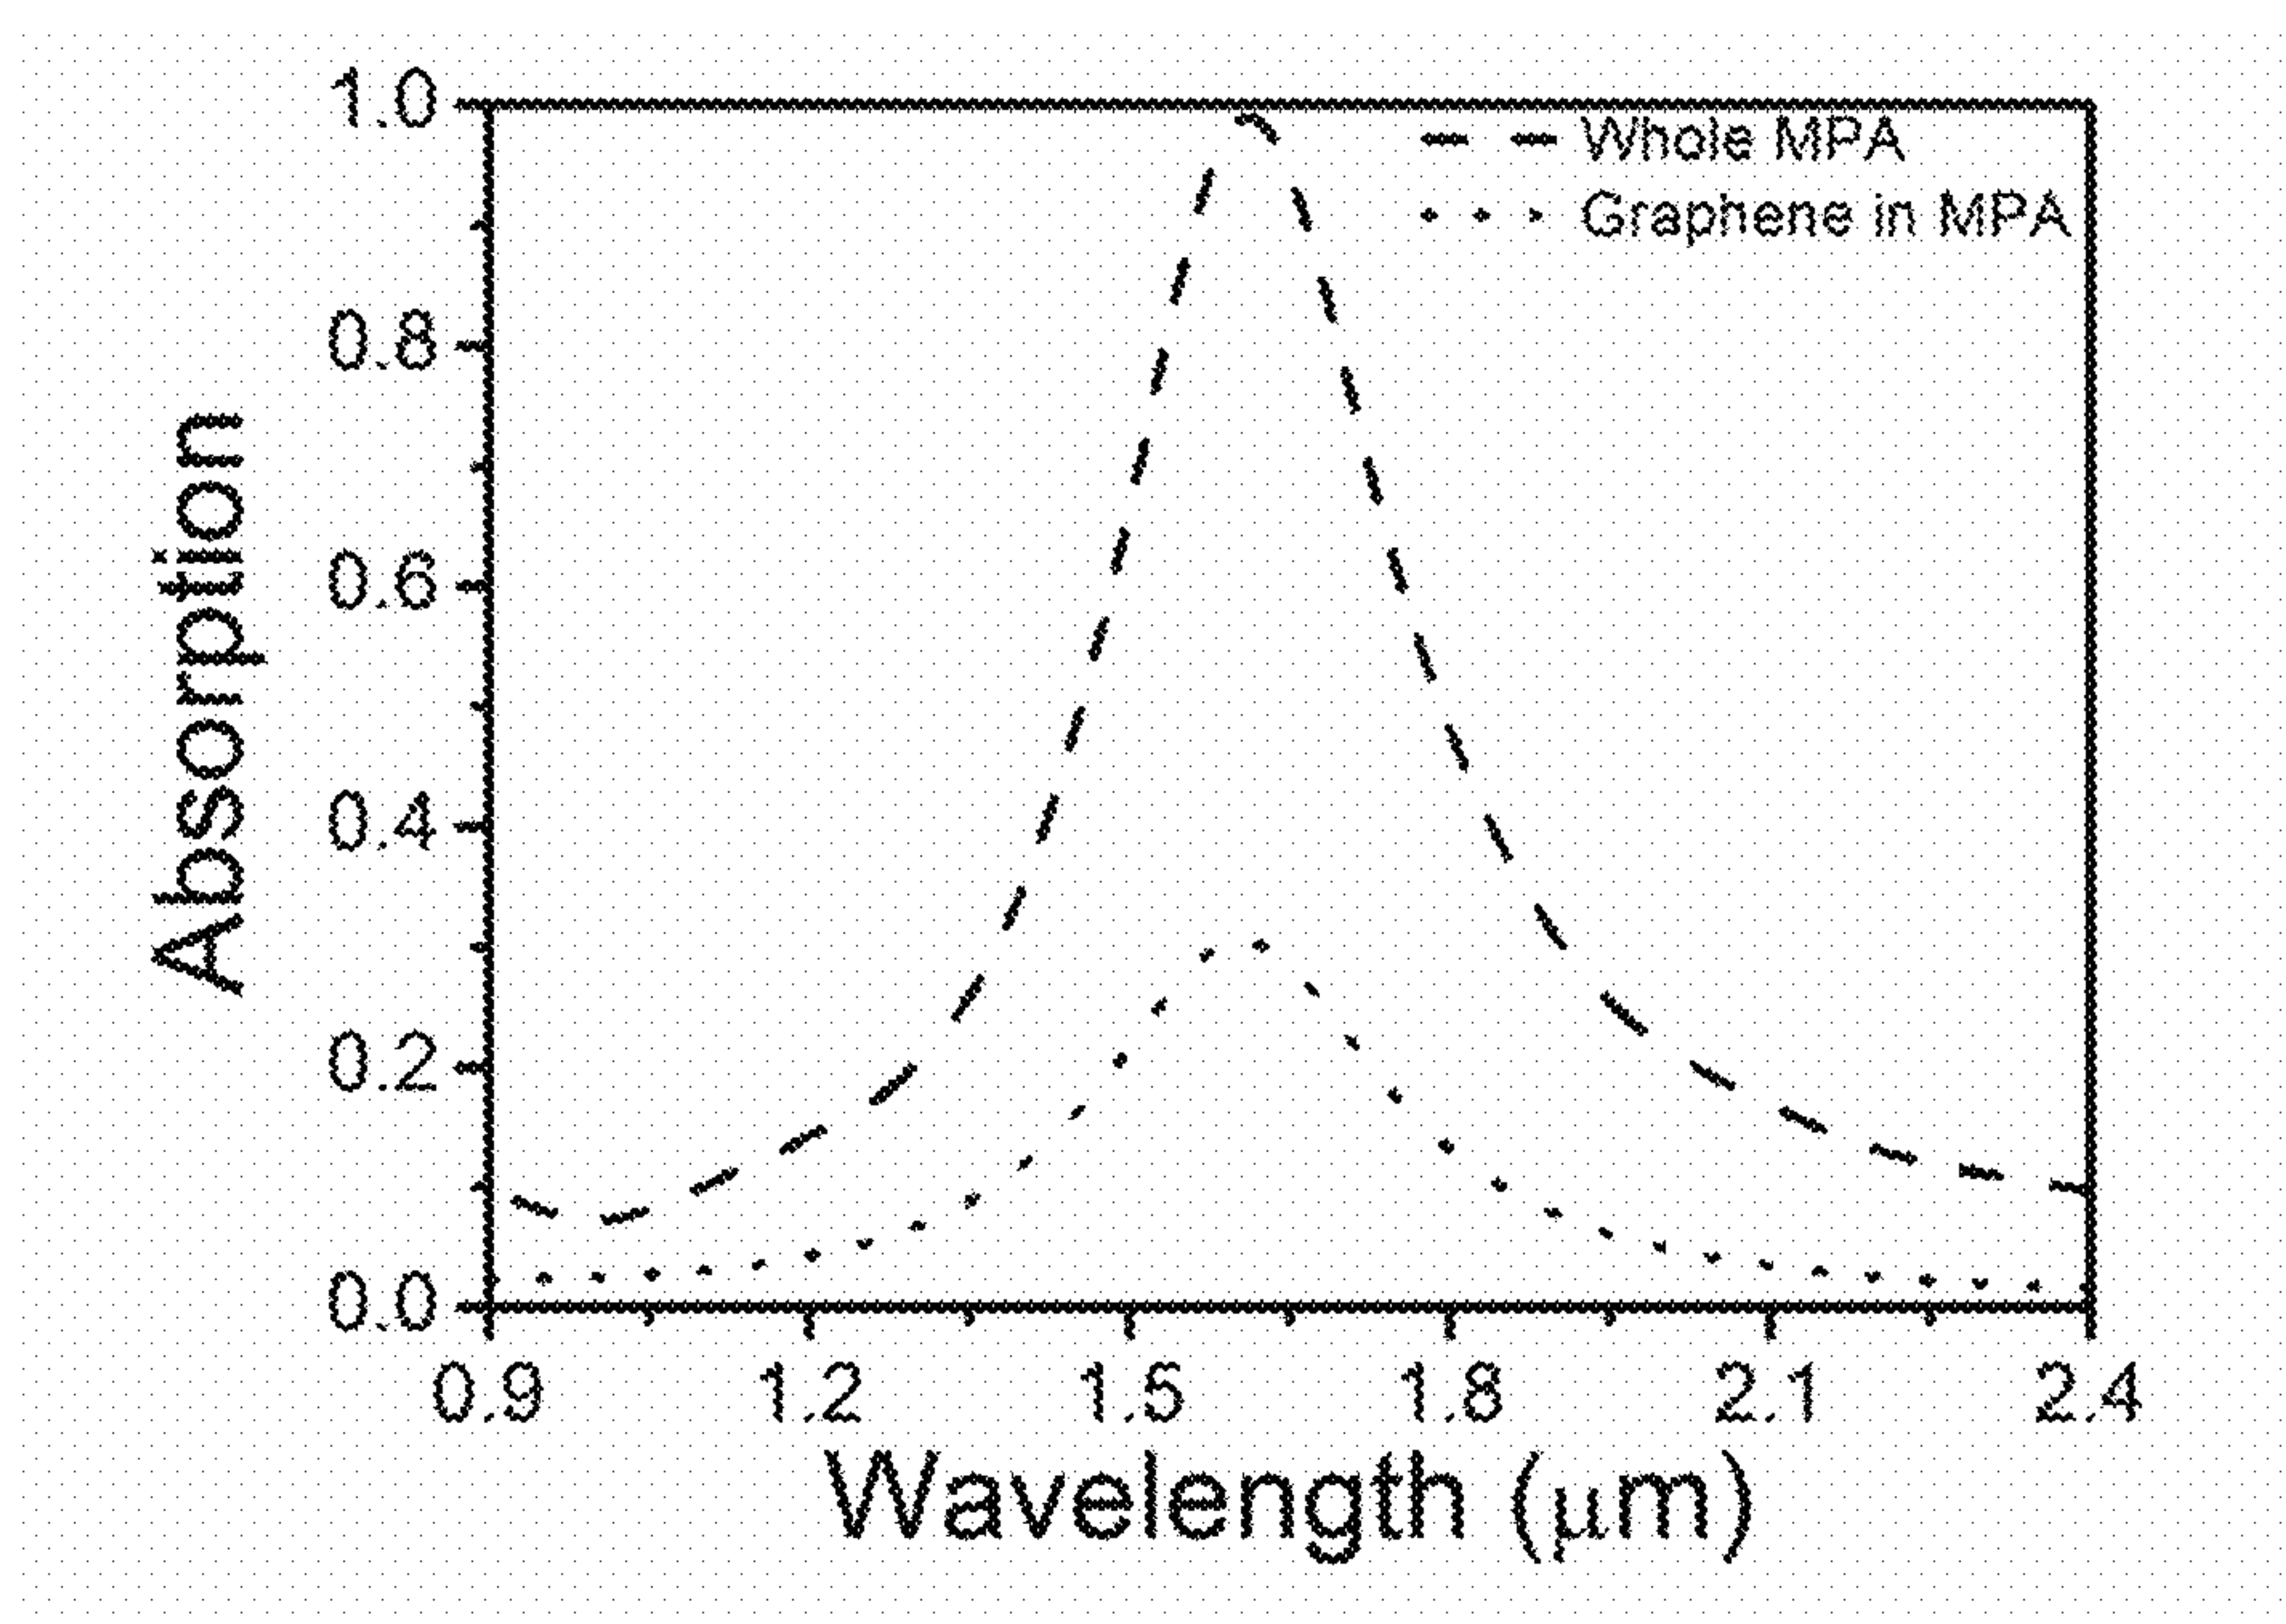 1.0
0.8
0.6
0.4
0.2
0.0
Absorption
Whole MPA
Graphene in MPA
0.9 1.2 1.5 1.8 2.1 2.4
Wavelength (μm)